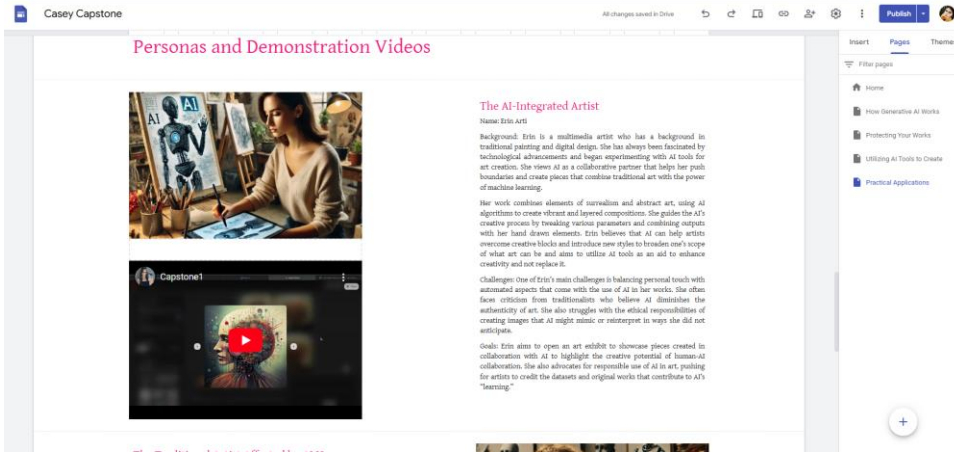 Casey Capstone
All changes saved in Drive
Publish
Personas and Demonstration Videos
Insert
Pages
Themes
Filter pages
Home
How Generative AI Works
Protecting Your Works
Utilizing AI Tools to Create
Practical Applications
AI
AI
Capstone1
The AI-Integrated Artist
Name: Erin Arti
Background: Erin is a multimedia artist who has a background in
traditional painting and digital design. She has always been fascinated by
technological advancements and began experimenting with AI tools for
art creation. She views AI as a collaborative partner that helps her push
boundaries and create pieces that combine traditional art with the power
of machine learning.
Her work combines elements of surrealism and abstract art, using AI
algorithms to create vibrant and layered compositions. She guides the AI's
creative process by tweaking various parameters and combining outputs
with her hand drawn elements. Erin believes that AI can help artists
overcome creative blocks and introduce new styles to broaden one's scope
of what art can be and aims to utilize AI tools as an aid to enhance
creativity and not replace it.
Challenges: One of Erin's main challenges is balancing personal touch with
automated aspects that come with the use of AI in her works. She often
faces criticism from traditionalists who believe AI diminishes the
authenticity of art. She also struggles with the ethical responsibilities of
creating images that AI might mimic or reinterpret in ways she did not
anticipate.
Goals: Erin aims to open an art exhibit to showcase pieces created in
collaboration with AI to highlight the creative potential of human-AI
collaboration. She also advocates for responsible use of AI in art, pushing
for artists to credit the datasets and original works that contribute to AI's
"learning."